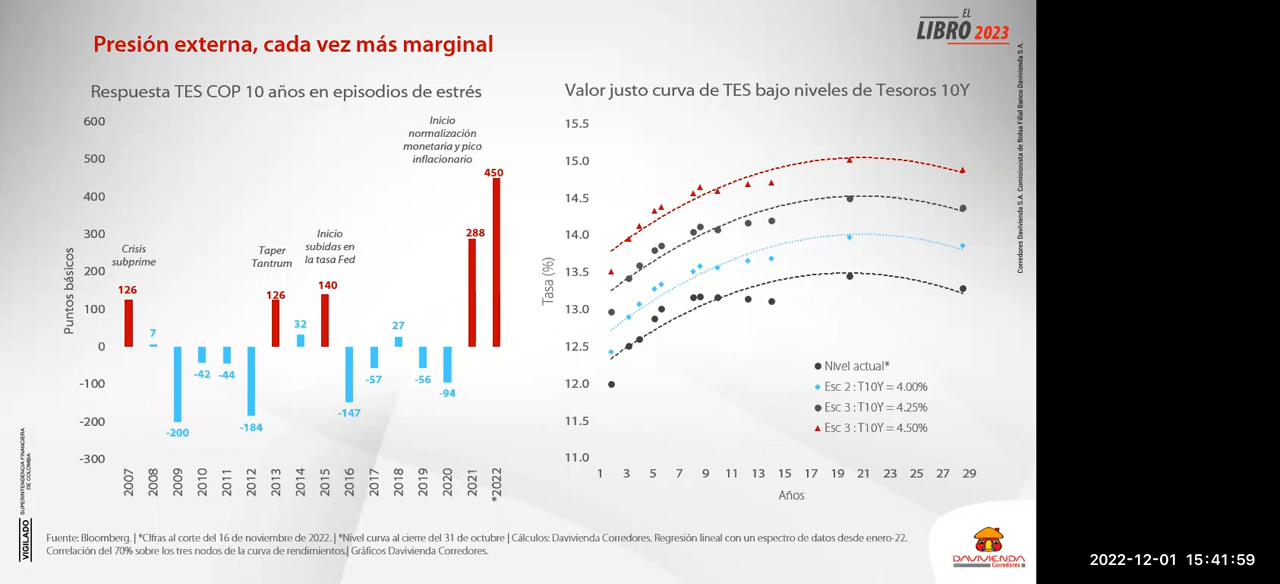 EL
LIBRO 2023
Presión externa, cada vez más marginal
Respuesta TES COP 10 años en episodios de estrés
Puntos básicos
600
500
400
300
200
100
0
-100
-200
-300
Crisis
subprime
Taper
Tantrum
Inicio
subidas en
la tasa Fed
Inicio
normalización
monetaria y pico
inflacionario
126
7
-200
-42
-44
-184
126
32
140
-147
-57
27
-56
-94
288
450
2007
2008
2009
2010
2011
2012
2013
2014
2015
2016
2017
2018
2019
2020
2021
*2022
Valor justo curva de TES bajo niveles de Tesoros 10Y
Tasa (%)
15.5
15.0
14.5
14.0
13.5
13.0
12.5
12.0
11.5
11.0
Nivel actual*
Esc 2 : T10Y = 4.00%
Esc 3 : T10Y = 4.25%
Esc 3 : T10Y = 4.50%
1 3 5 7 9 11 13 15 17 19 21 23 25 27 29
Años
Corredores Davivienda S.A. Comisionista de Bolsa Filial Banco Davivienda S.A.
VIGILADO
SUPERINTENDENCIA FINANCIERA
DE COLOMBIA
Fuente: Bloomberg. | *CIfras al corte del 16 de noviembre de 2022. | *Nivel curva al cierre del 31 de octubre | Cálculos: Davivienda Corredores. Regresión lineal con un espectro de datos desde enero-22.
Correlación del 70% sobre los tres nodos de la curva de rendimientos.| Gráficos Davivienda Corredores.
DAVIVIENDA
Corredores
2022-12-01 15:41:59